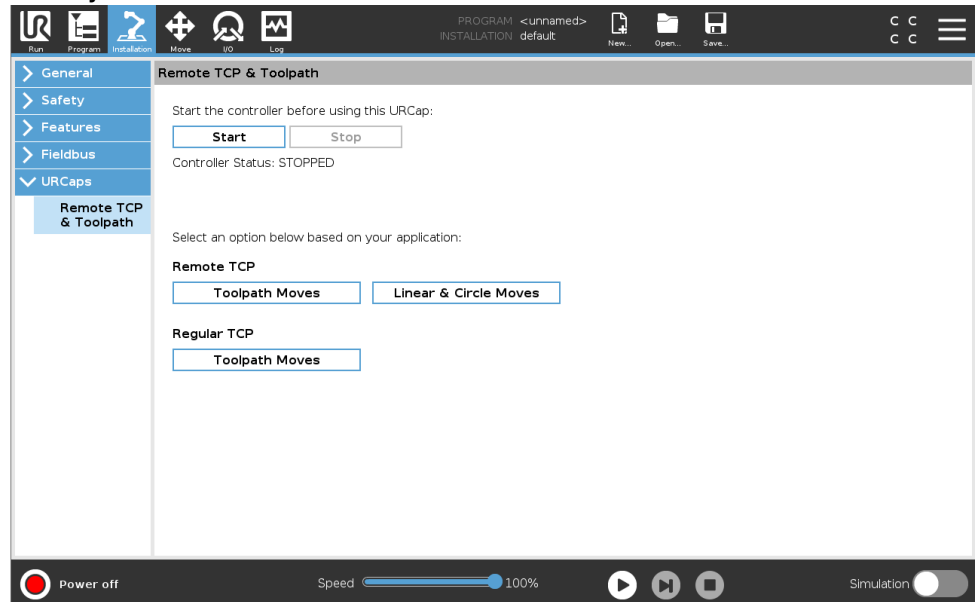 PROGRAM <unnamed>
INSTALLATION default
C C
C C
UR
Run
Program
Installation
Move
I/O
Log
New...
Open...
Save...
General
Safety
Features
Fieldbus
URCaps
Remote TCP
& Toolpath
Remote TCP & Toolpath
Start the controller before using this URCap:
Start
Stop
Controller Status: STOPPED
Select an option below based on your application:
Remote TCP
Toolpath Moves
Linear & Circle Moves
Regular TCP
Toolpath Moves
Power off
Speed
100%
Simulation